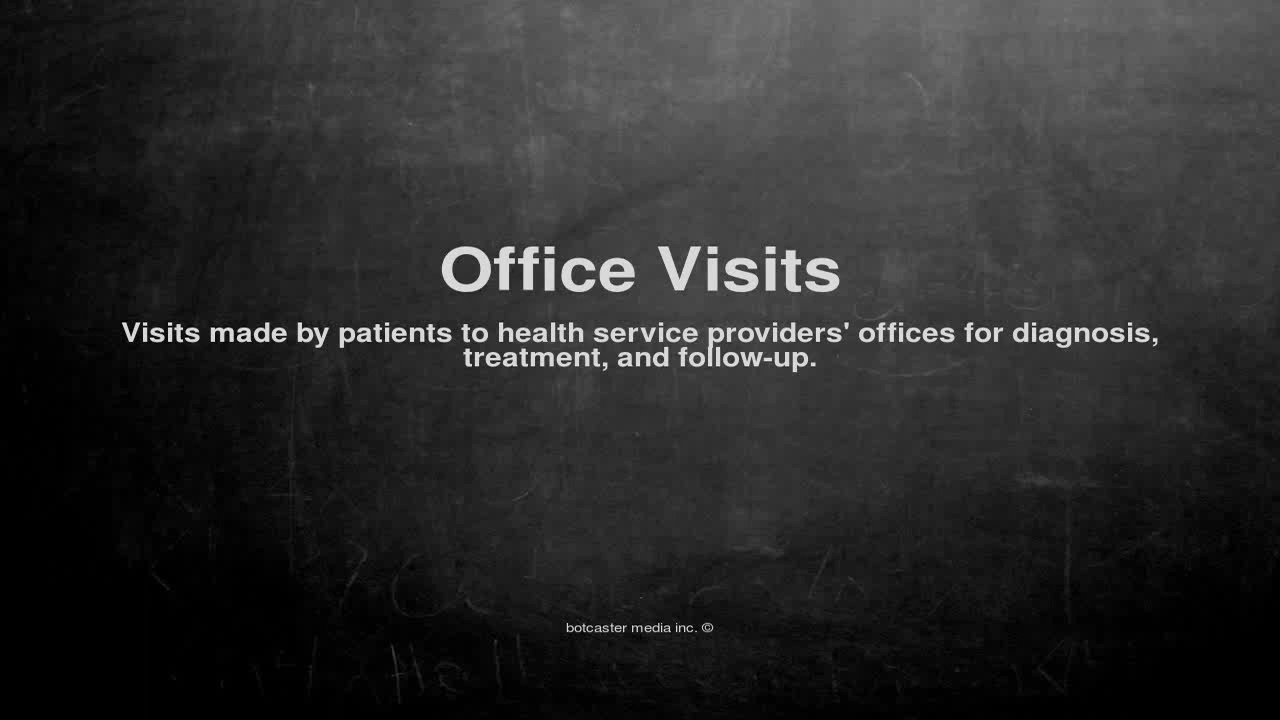 Office Visits
Visits made by patients to health service providers' offices for diagnosis,
treatment, and follow-up.
botcaster media inc. ©